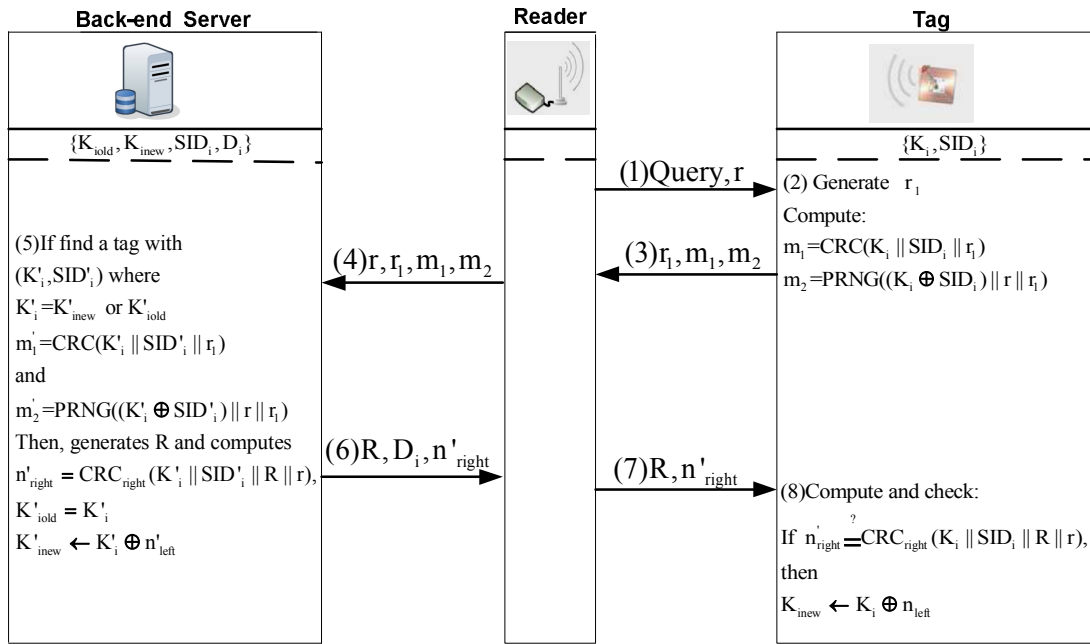 Back-end Server
Reader
Tag
{K_iold, K_inew, SID_i, D_i}
{K_i, SID_i}
(1)Query, r
(2) Generate r_1
Compute:
m_1=CRC(K_i || SID_i || r_1)
m_2=PRNG((K_i ⊕ SID_i) || r || r_1)
(3) r_1, m_1, m_2
(4) r, r_1, m_1, m_2
(5)If find a tag with
(K'_i, SID'_i) where
K'_i=K'_inew or K'_iold
m'_1=CRC(K'_i || SID'_i || r_1)
and
m'_2=PRNG((K'_i ⊕ SID'_i) || r || r_1)
Then, generates R and computes
n'_right = CRC_right(K'_i || SID'_i || R || r),
K'_iold = K'_i
K'_inew ← K'_i ⊕ n'_left
(6) R, D_i, n'_right
(7) R, n'_right
(8)Compute and check:
If n'_right ?= CRC_right(K_i || SID_i || R || r),
then
K_inew ← K_i ⊕ n_left